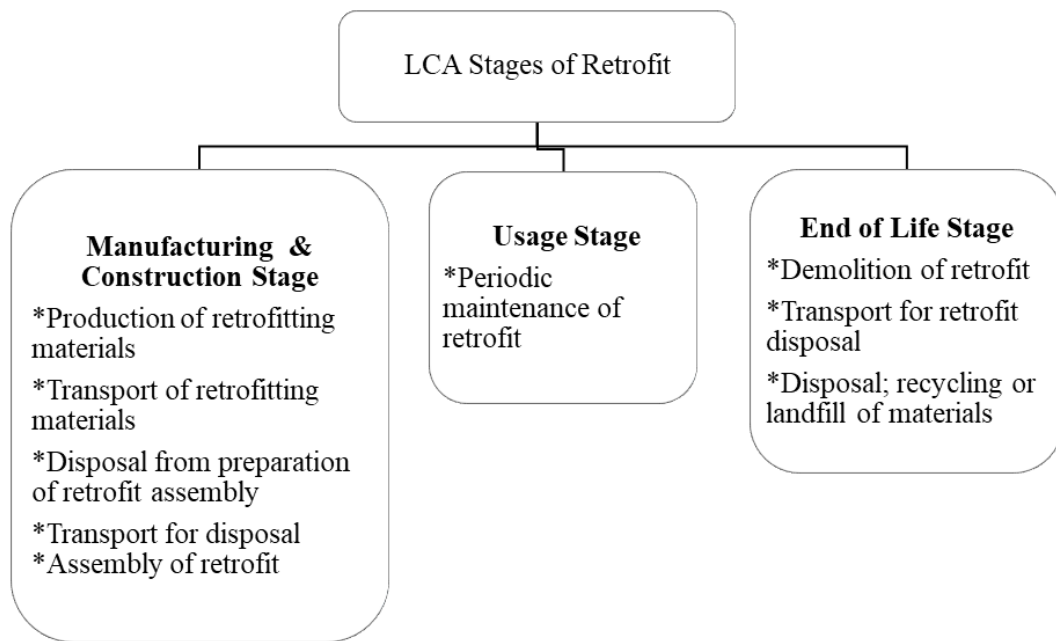 LCA Stages of Retrofit
Manufacturing &
Construction Stage
*Production of retrofitting
materials
*Transport of retrofitting
materials
*Disposal from preparation
of retrofit assembly
*Transport for disposal
*Assembly of retrofit
Usage Stage
*Periodic
maintenance of
retrofit
End of Life Stage
*Demolition of retrofit
*Transport for retrofit
disposal
*Disposal; recycling or
landfill of materials